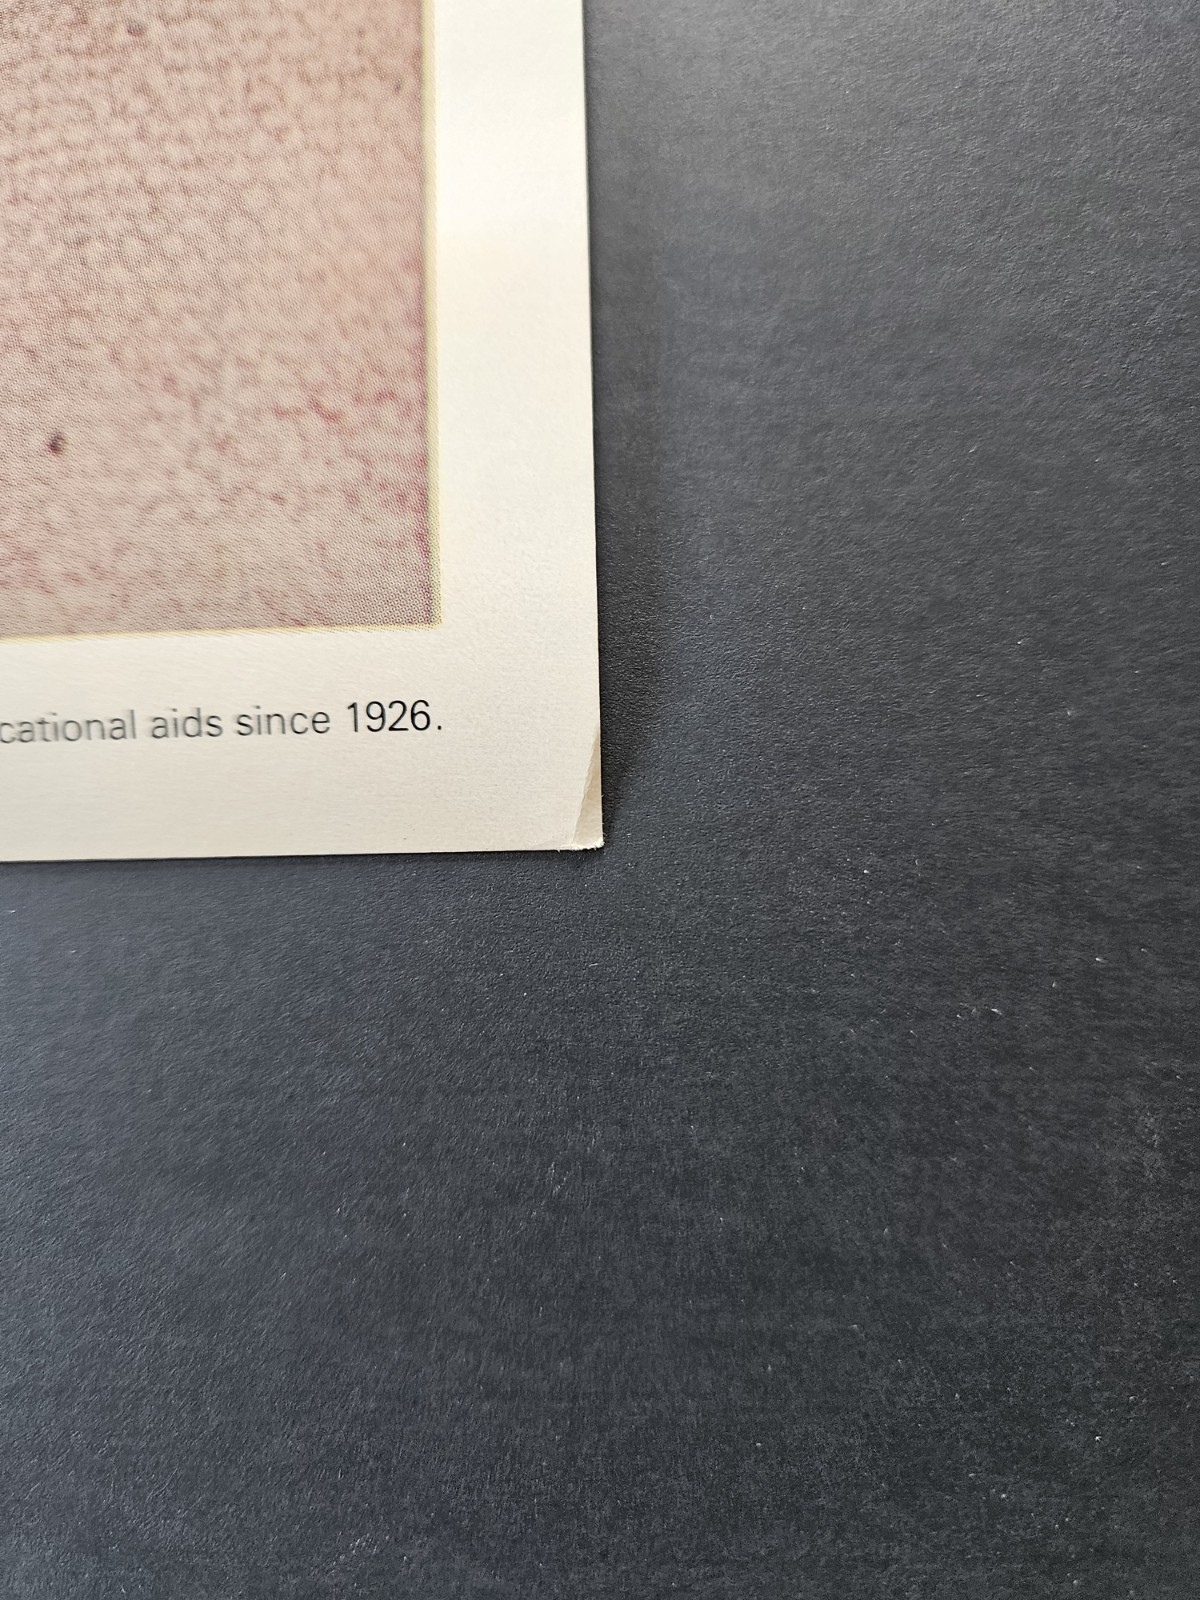 cational aids since 1926.